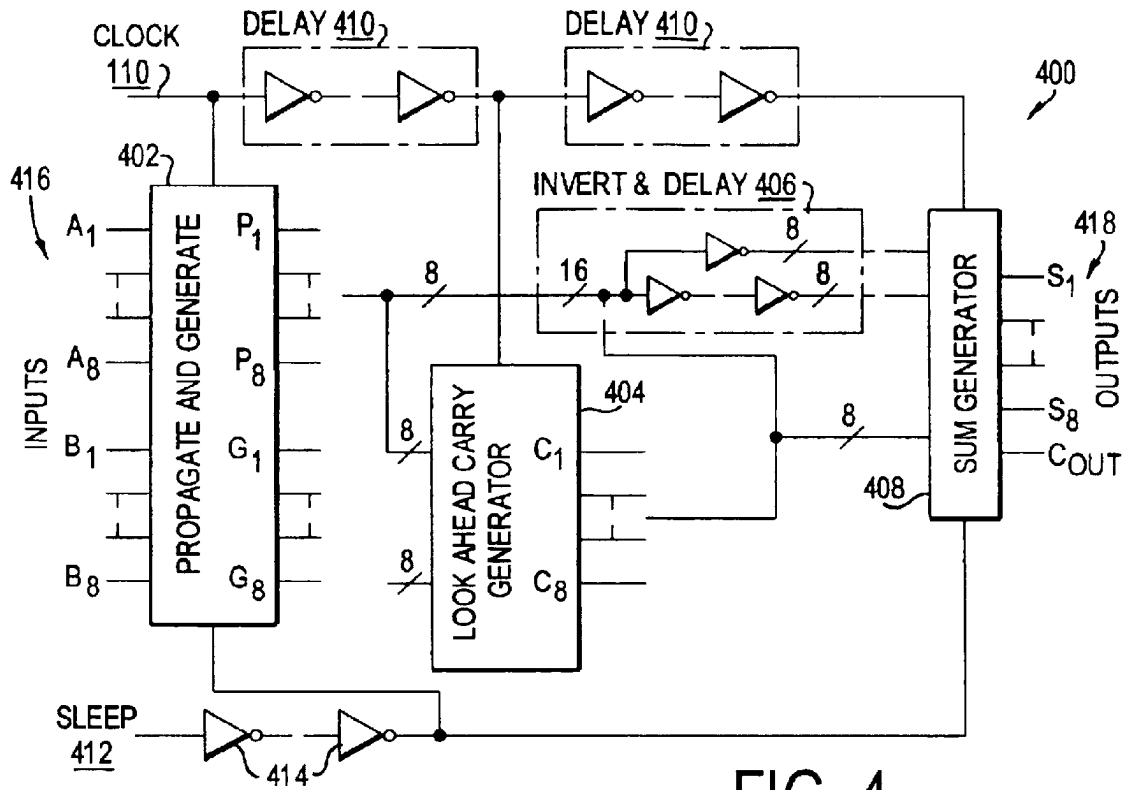 CLOCK
110
DELAY 410
DELAY 410
400
402
416
INVERT & DELAY 406
418
INPUTS
A1
A8
B1
B8
PROPAGATE AND GENERATE
P1
P8
G1
G8
8
16
8
8
8
8
LOOK AHEAD CARRY
GENERATOR
404
C1
C8
8
SUM GENERATOR
408
S1
S8
COUT
OUTPUTS
SLEEP
412
414
FIG. 4